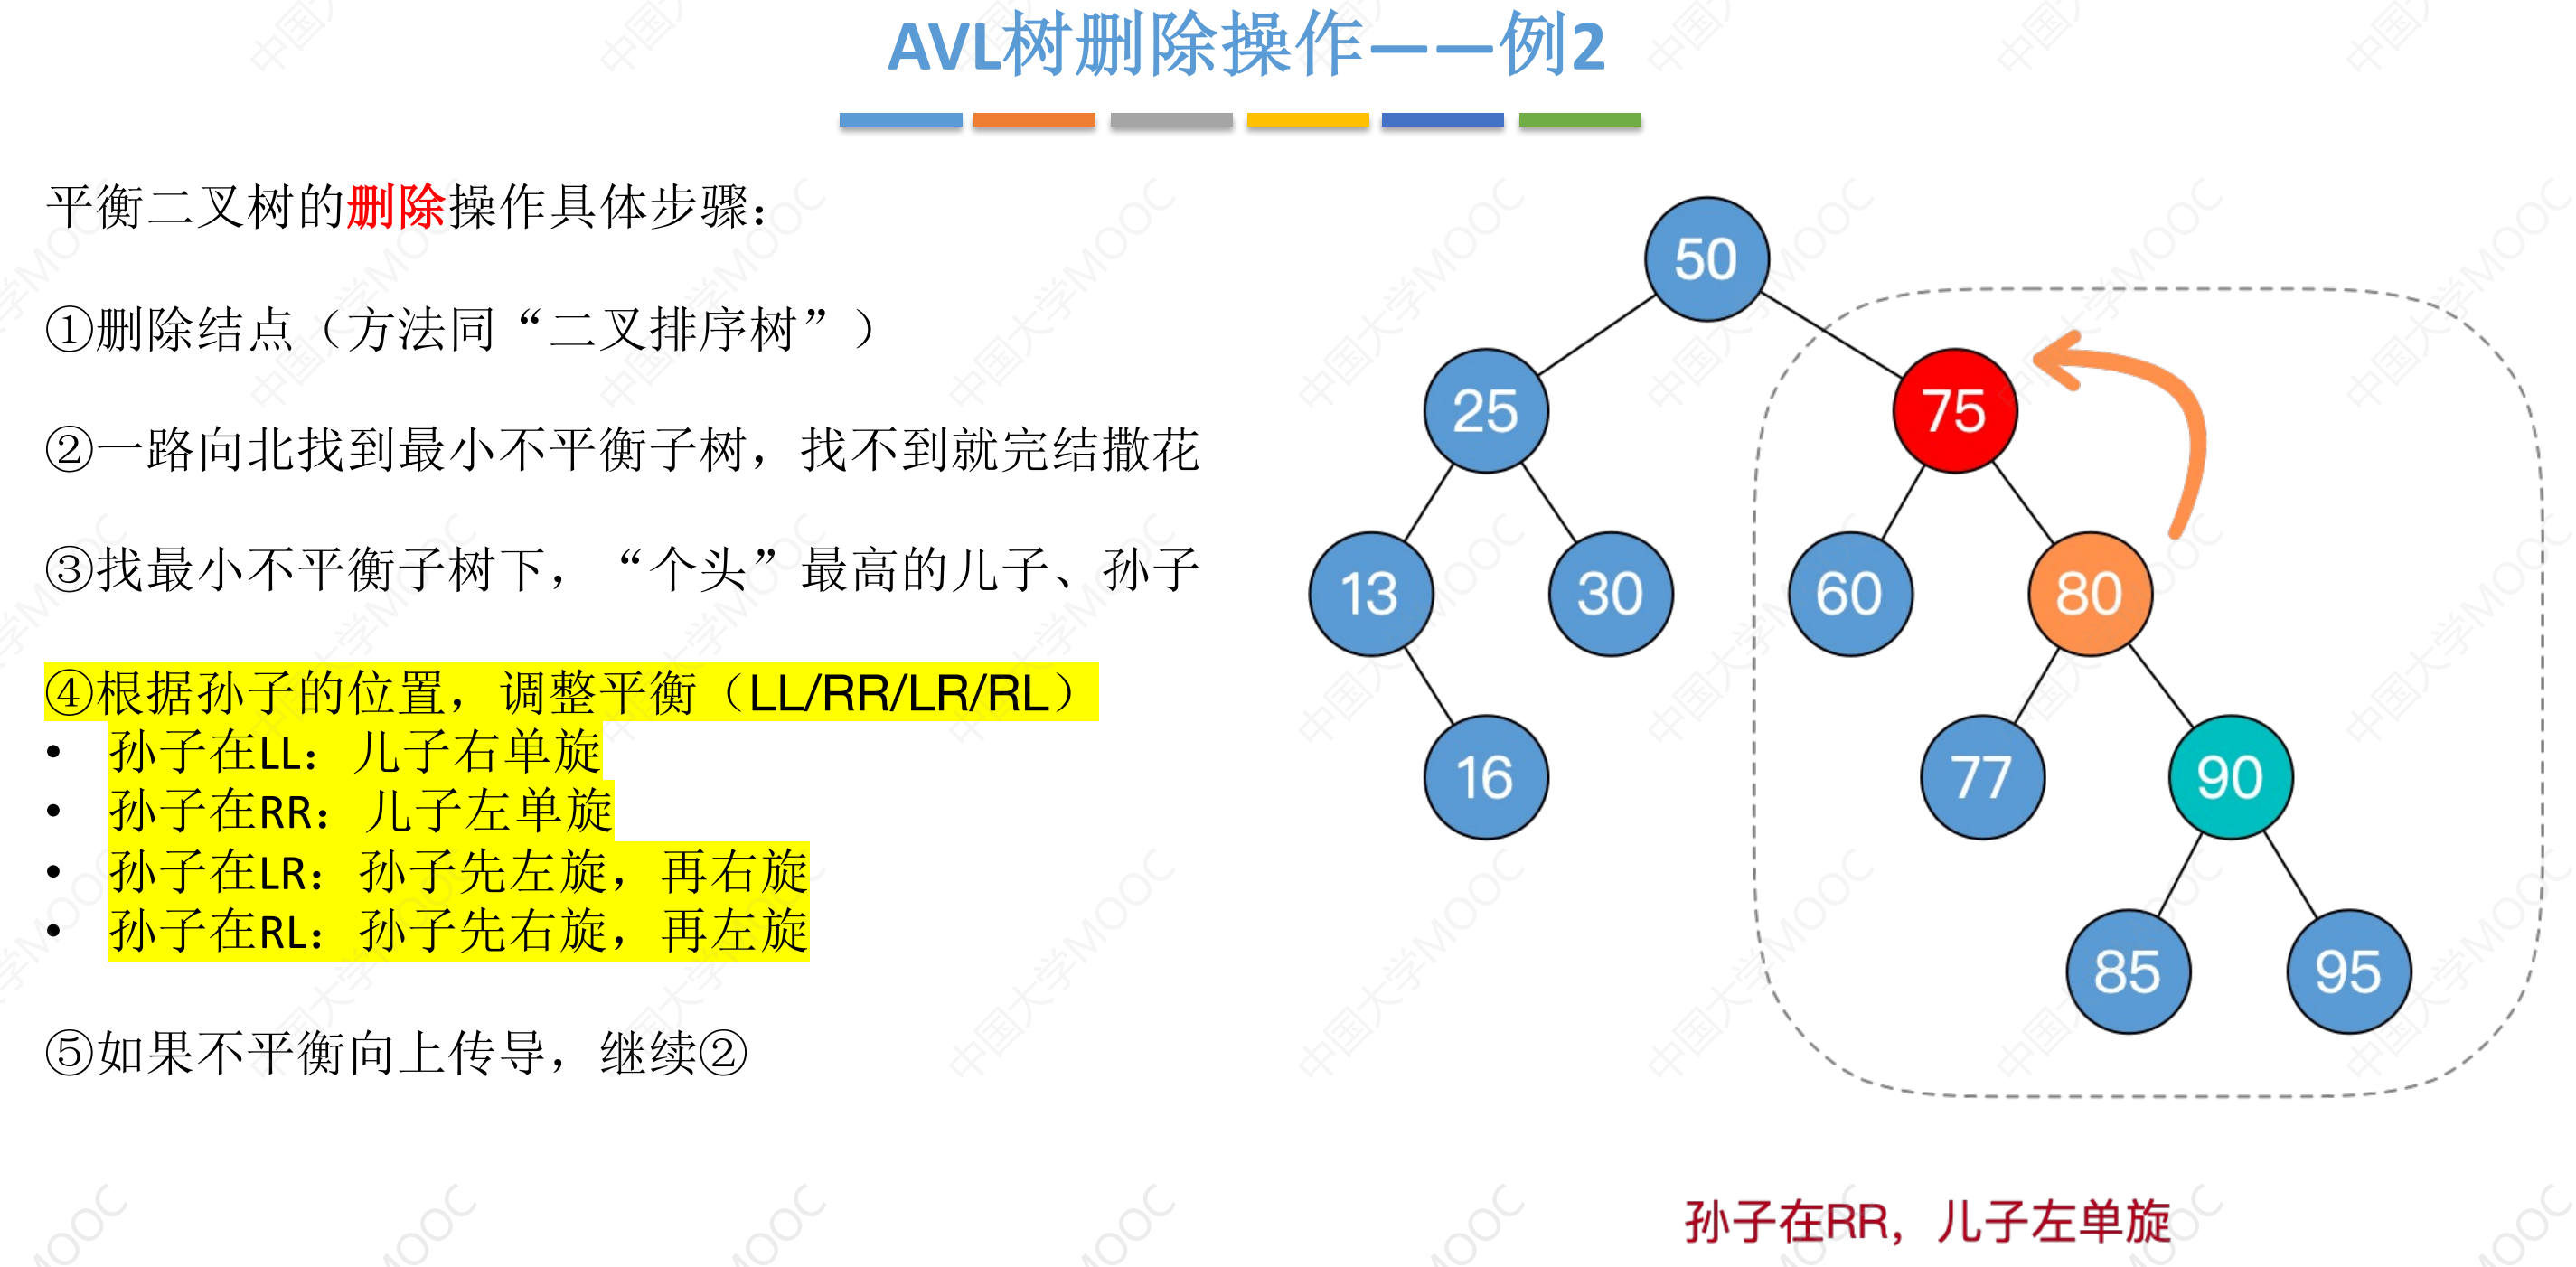 AVL树删除操作——例2
平衡二叉树的删除操作具体步骤：
①删除结点（方法同“二叉排序树”）
②一路向北找到最小不平衡子树，找不到就完结撒花
③找最小不平衡子树下，“个头”最高的儿子、孙子
④根据孙子的位置，调整平衡（LL/RR/LR/RL）
• 孙子在LL：儿子右单旋
• 孙子在RR：儿子左单旋
• 孙子在LR：孙子先左旋，再右旋
• 孙子在RL：孙子先右旋，再左旋
⑤如果不平衡向上传导，继续②
50
25 75
13 30 60 80
16 77 90
85 95
孙子在RR，儿子左单旋
中国大学MOOC